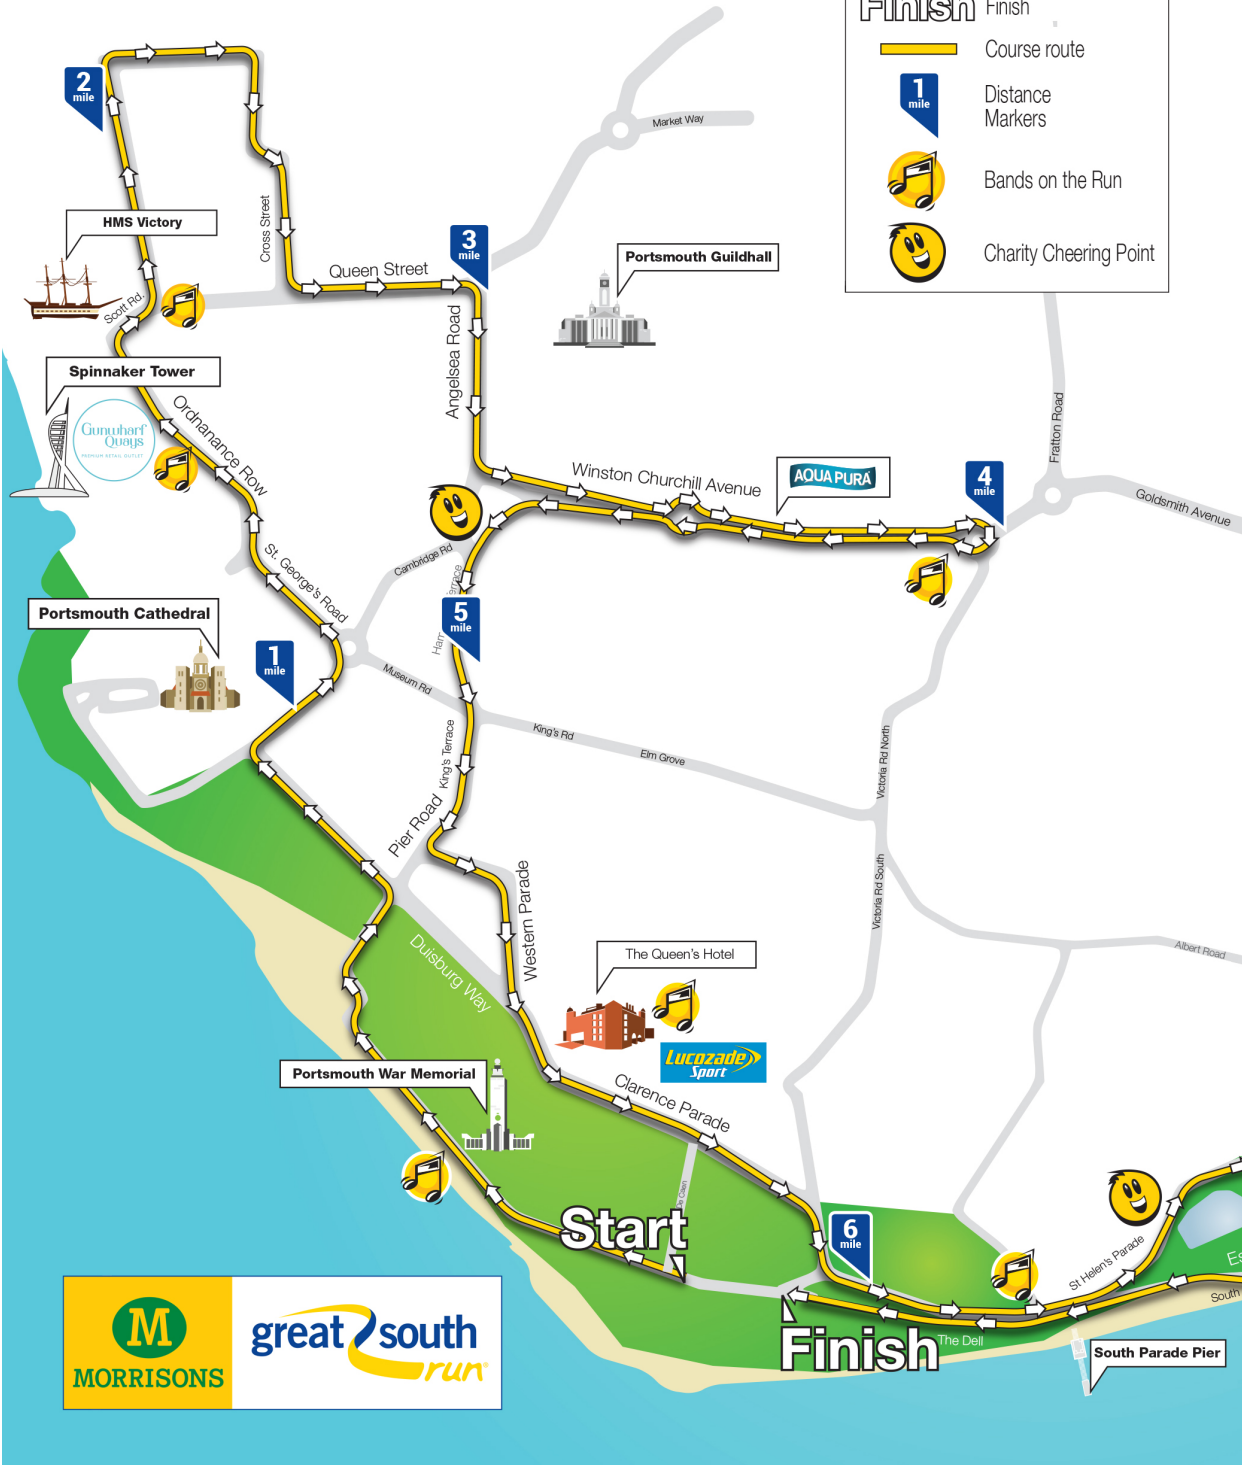 Finish Finish
Course route
1
mile
Distance
Markers
Bands on the Run
Charity Cheering Point
2
mile
Market Way
HMS Victory
Cross Street
3
mile
Queen Street
Portsmouth Guildhall
Scott Rd.
Angelsea Road
Spinnaker Tower
Gunwharf
Quays
PREMIUM RETAIL OUTLET
Ordnanance Row
Fratton Road
Winston Churchill Avenue
AQUA PURA
4
mile
Goldsmith Avenue
St. George's Road
Cambridge Rd
Portsmouth Cathedral
5
mile
1
mile
Museum Rd
King's Rd
Elm Grove
King's Terrace
Victoria Rd North
Pier Road
Victoria Rd South
Western Parade
Albert Road
Duisburg Way
The Queen's Hotel
Lucozade
Sport
Portsmouth War Memorial
Clarence Parade
Start
6
mile
St Helen's Parade
South
Finish
The Dell
South Parade Pier
M
MORRISONS
great south
run